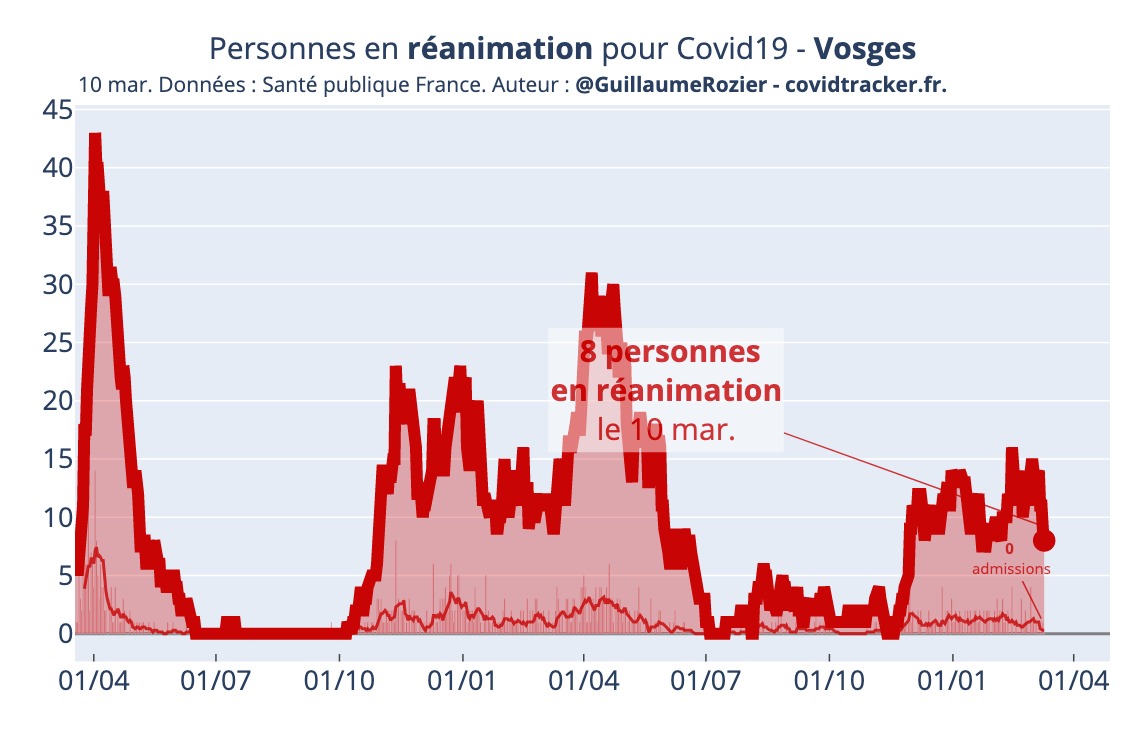 Personnes en réanimation pour Covid19 - Vosges
10 mar. Données : Santé publique France. Auteur : @GuillaumeRozier - covidtracker.fr.
45
40
35
30
25
20
15
10
5
0
8 personnes
en réanimation
le 10 mar.
0
admissions
01/04 01/07 01/10 01/01 01/04 01/07 01/10 01/01 01/04